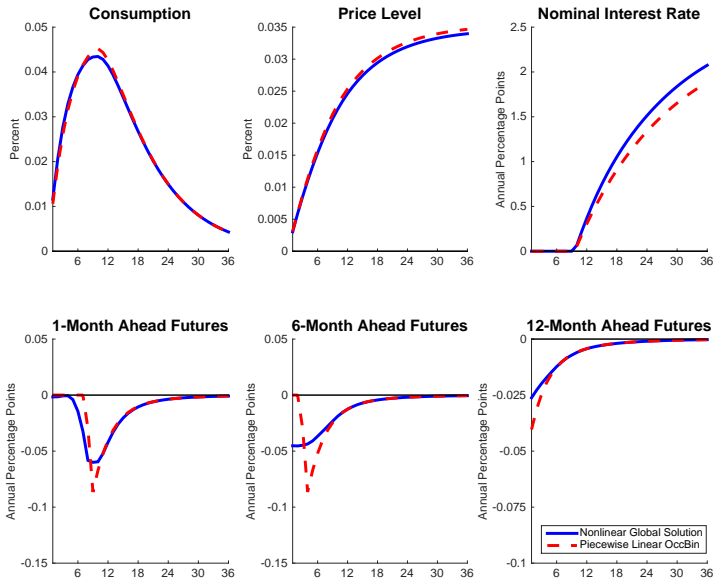 Consumption
Price Level
Nominal Interest Rate
Percent
0.05
0.04
0.03
0.02
0.01
0
6 12 18 24 30 36
Percent
0.035
0.03
0.025
0.02
0.015
0.01
0.005
0
6 12 18 24 30 36
Annual Percentage Points
2.5
2
1.5
1
0.5
0
6 12 18 24 30 36
1-Month Ahead Futures
6-Month Ahead Futures
12-Month Ahead Futures
Annual Percentage Points
0.05
0
-0.05
-0.1
-0.15
6 12 18 24 30 36
Annual Percentage Points
0.05
0
-0.05
-0.1
-0.15
6 12 18 24 30 36
Annual Percentage Points
0
-0.025
-0.05
-0.075
-0.1
6 12 18 24 30 36
Nonlinear Global Solution
Piecewise Linear OccBin